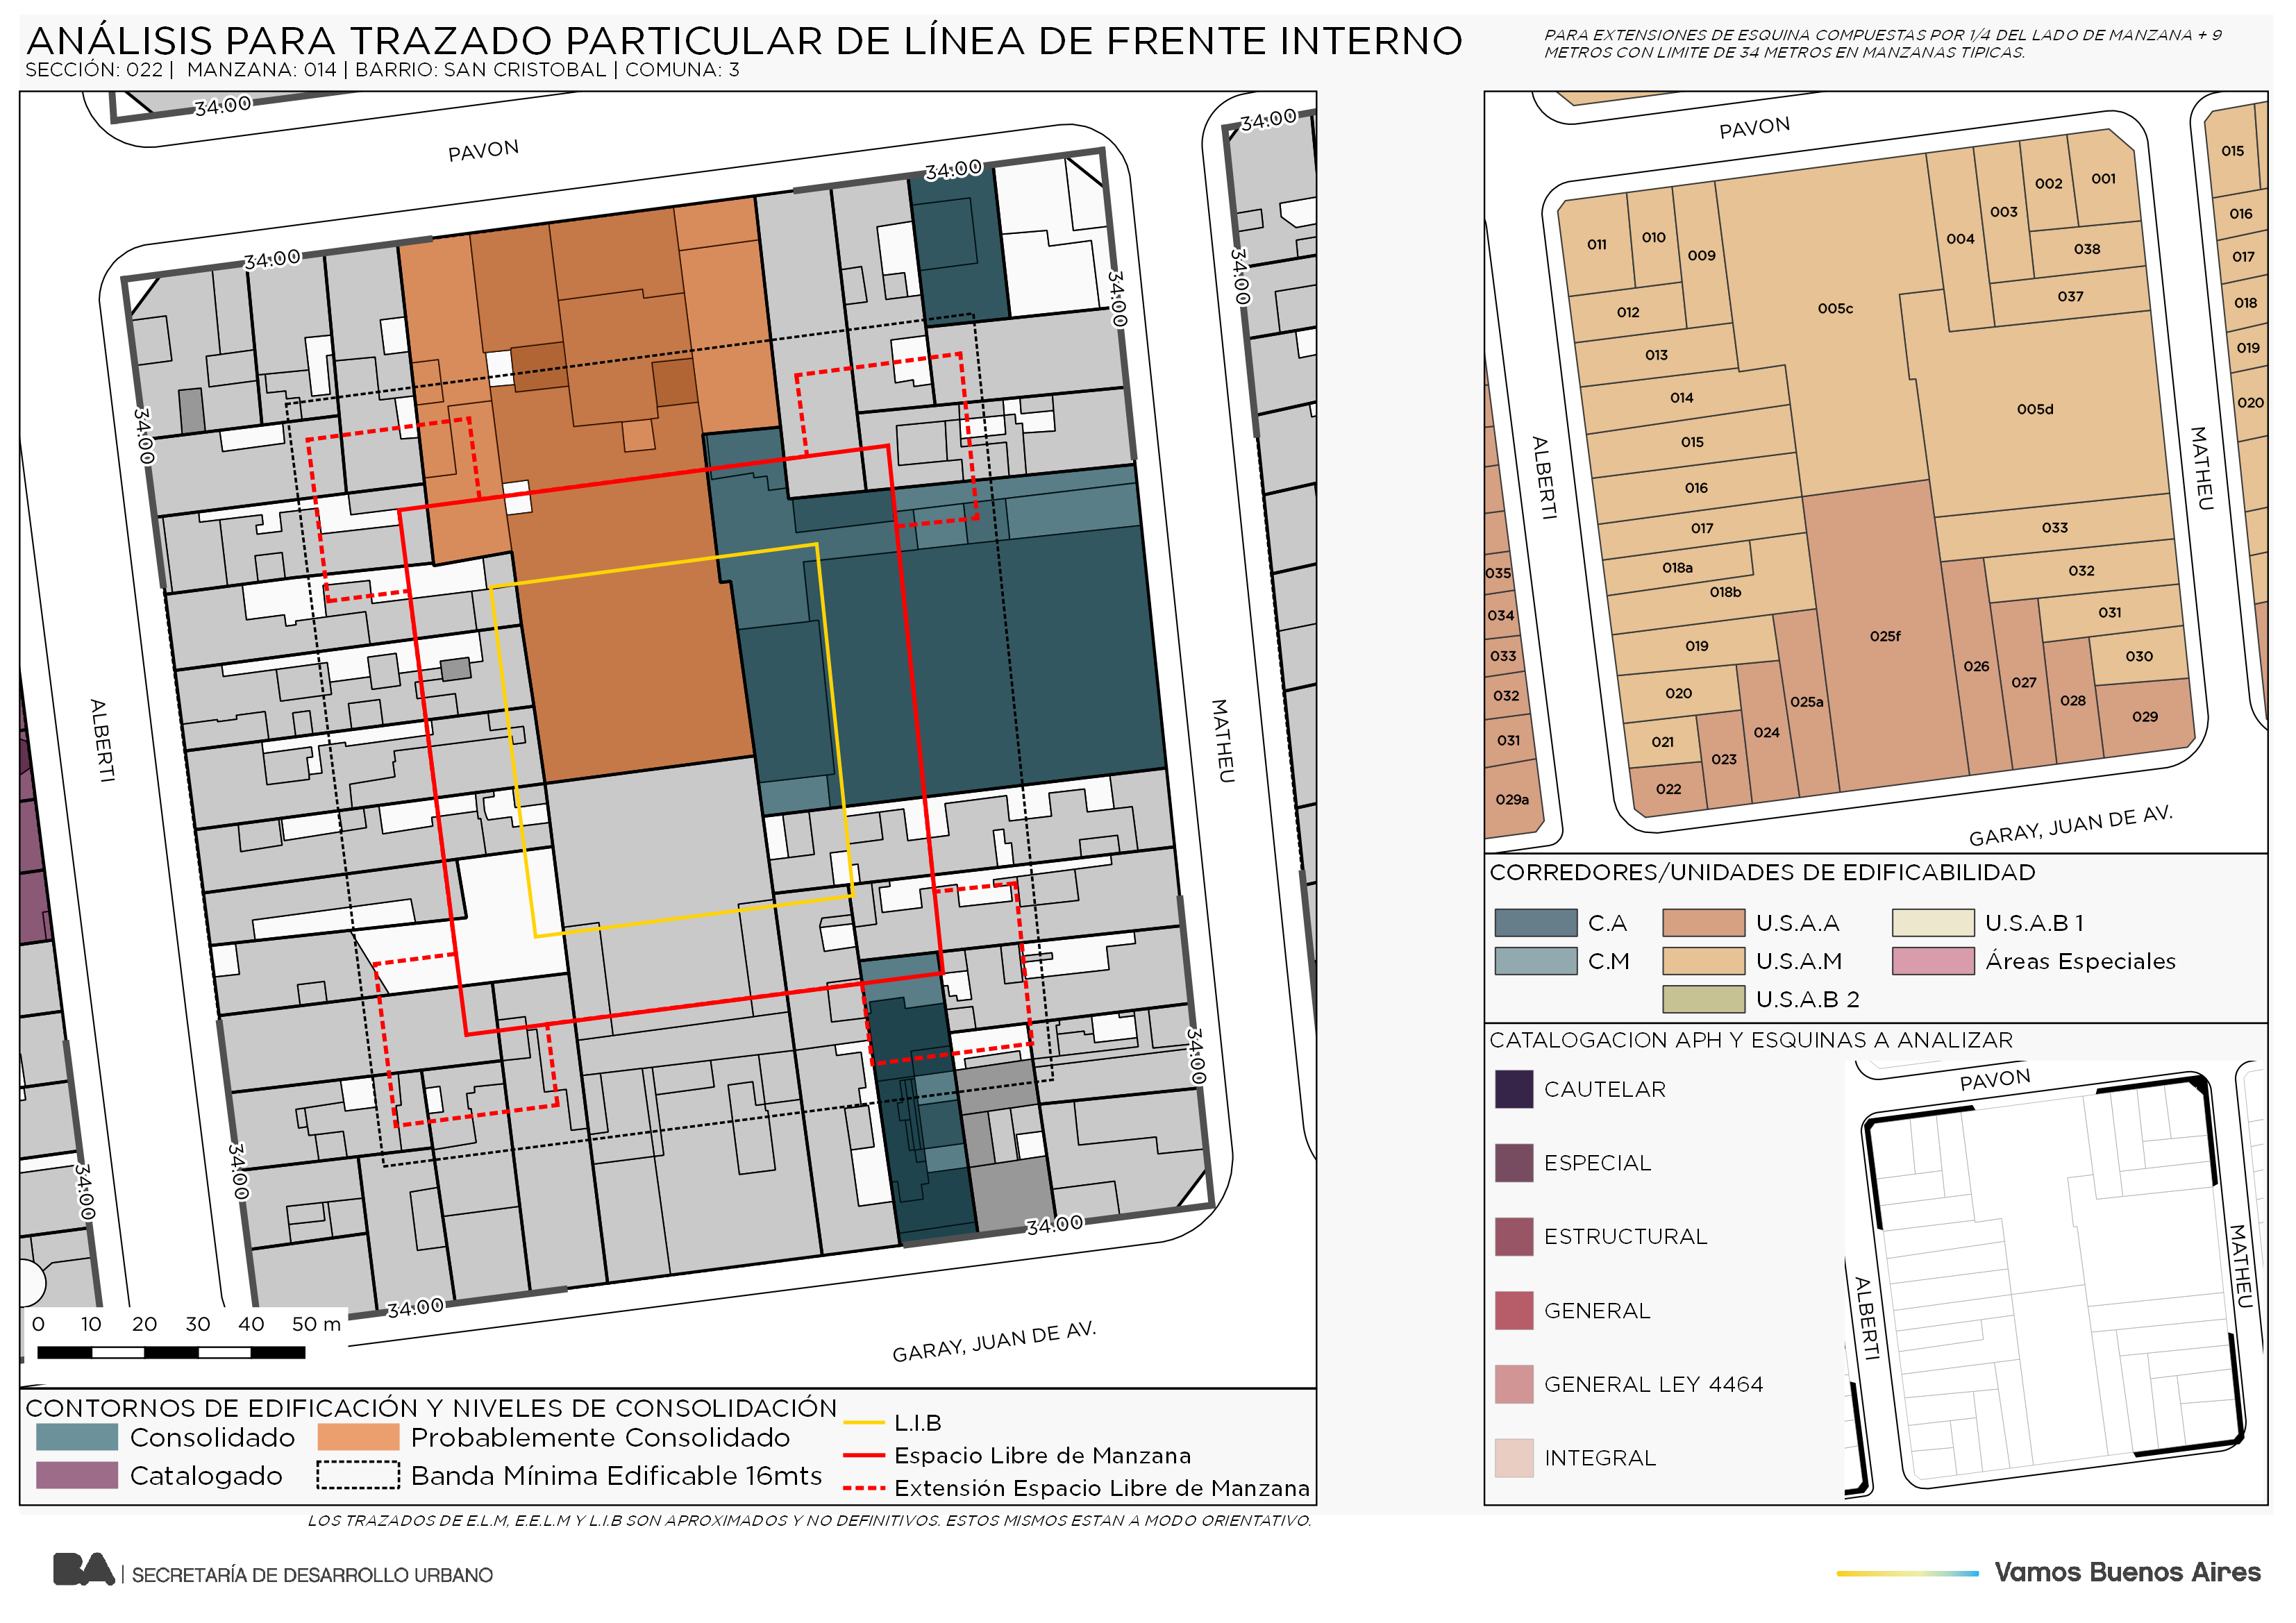 ANÁLISIS PARA TRAZADO PARTICULAR DE LÍNEA DE FRENTE INTERNO
SECCIÓN: 022 | MANZANA: 014 | BARRIO: SAN CRISTOBAL | COMUNA: 3
PARA EXTENSIONES DE ESQUINA COMPUESTAS POR 1/4 DEL LADO DE MANZANA + 9
METROS CON LIMITE DE 34 METROS EN MANZANAS TIPICAS.
34.00
34.00
PAVON
34.00
34.00
34.00
34.00
34.00
ALBERTI
MATHEU
34.00
34.00
34.00
34.00
34.00
GARAY, JUAN DE AV.
0 10 20 30 40 50 m
CONTORNOS DE EDIFICACIÓN Y NIVELES DE CONSOLIDACIÓN
Consolidado
Probablemente Consolidado
Catalogado
Banda Mínima Edificable 16mts
L.I.B
Espacio Libre de Manzana
Extensión Espacio Libre de Manzana
PAVON
015
002
001
003
016
011
010
009
004
038
017
037
012
005c
018
013
019
014
005d
020
015
ALBERTI
MATHEU
016
017
033
035
018a
032
018b
034
031
025f
019
033
030
026
020
032
027
025a
028
029
024
031
021
023
022
029a
GARAY, JUAN DE AV.
CORREDORES/UNIDADES DE EDIFICABILIDAD
C.A
U.S.A.A
U.S.A.B 1
C.M
U.S.A.M
Áreas Especiales
U.S.A.B 2
CATALOGACION APH Y ESQUINAS A ANALIZAR
CAUTELAR
ESPECIAL
ESTRUCTURAL
GENERAL
GENERAL LEY 4464
INTEGRAL
PAVON
MATHEU
ALBERTI
LOS TRAZADOS DE E.L.M, E.E.L.M Y L.I.B SON APROXIMADOS Y NO DEFINITIVOS. ESTOS MISMOS ESTAN A MODO ORIENTATIVO.
BA | SECRETARÍA DE DESARROLLO URBANO
Vamos Buenos Aires